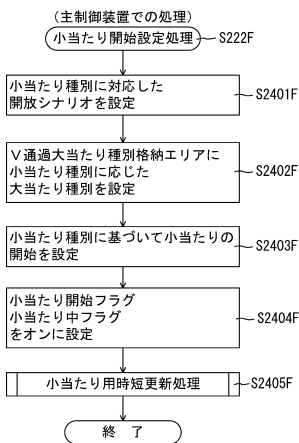 (主制御装置での処理)
小当たり開始設定処理
S222F
小当たり種別に対応した
開放シナリオを設定
S2401F
V通過大当たり種別格納エリアに
小当たり種別に応じた
大当たり種別を設定
S2402F
小当たり種別に基づいて小当たりの
開始を設定
S2403F
小当たり開始フラグ
小当たり中フラグ
をオンに設定
S2404F
小当たり用時短更新処理
S2405F
終 了